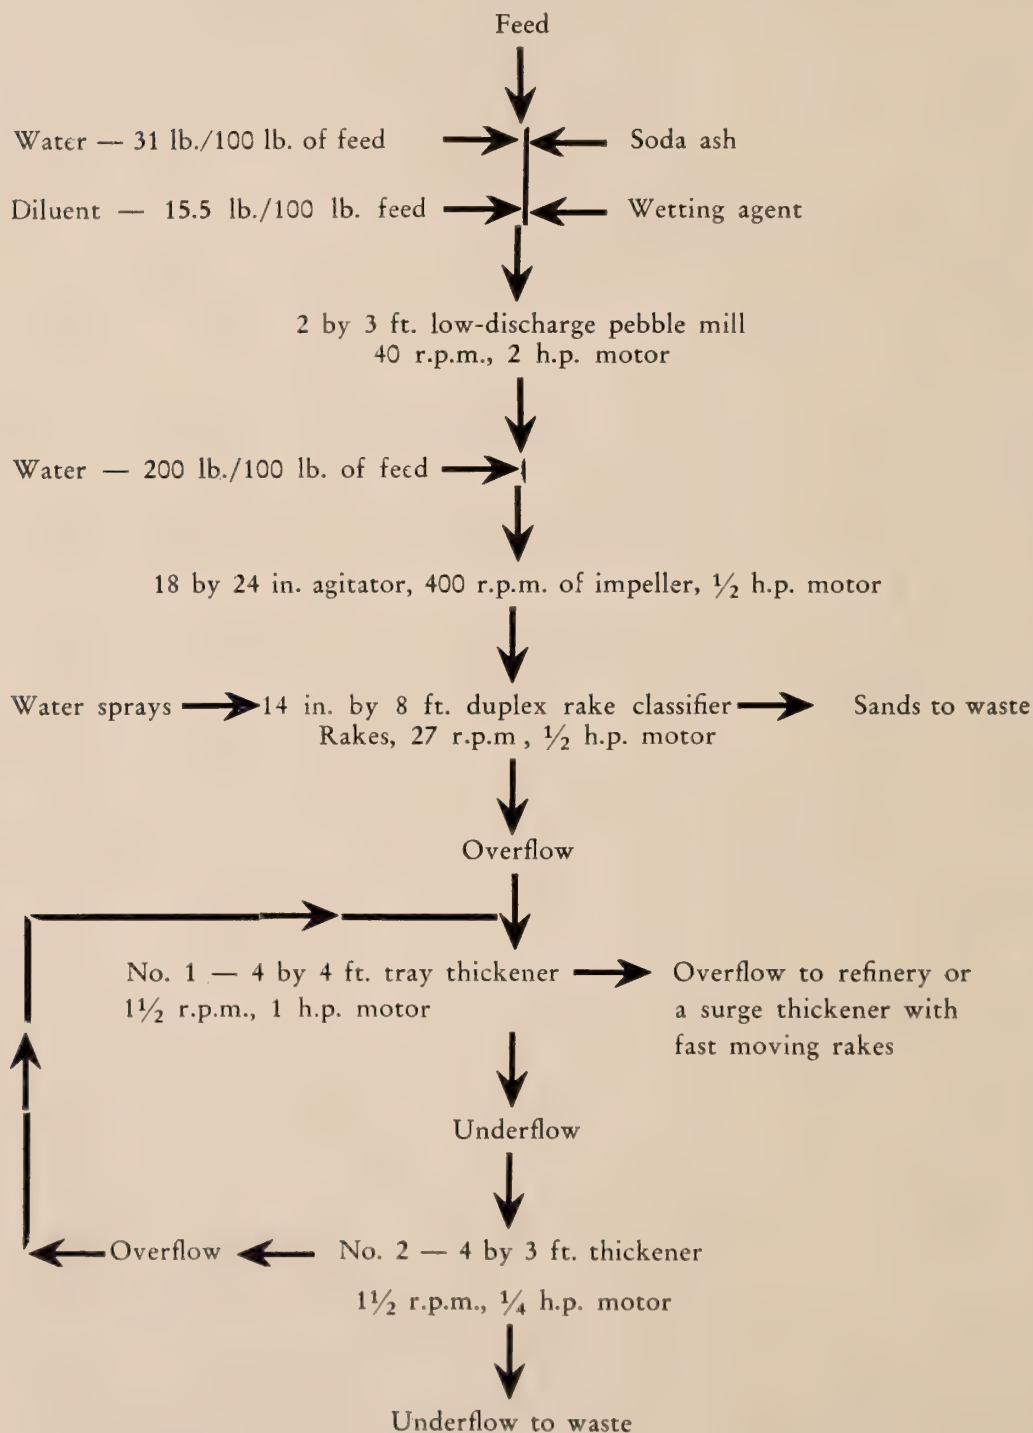 Feed
Water — 31 lb./100 lb. of feed
Soda ash
Diluent — 15.5 lb./100 lb. feed
Wetting agent
2 by 3 ft. low-discharge pebble mill
40 r.p.m., 2 h.p. motor
Water — 200 lb./100 lb. of feed
18 by 24 in. agitator, 400 r.p.m. of impeller, ½ h.p. motor
Water sprays
14 in. by 8 ft. duplex rake classifier
Sands to waste
Rakes, 27 r.p.m, ½ h.p. motor
Overflow
No. 1 — 4 by 4 ft. tray thickener
1½ r.p.m., 1 h.p. motor
Overflow to refinery or
a surge thickener with
fast moving rakes
Underflow
Overflow
No. 2 — 4 by 3 ft. thickener
1½ r.p.m., ¼ h.p. motor
Underflow to waste